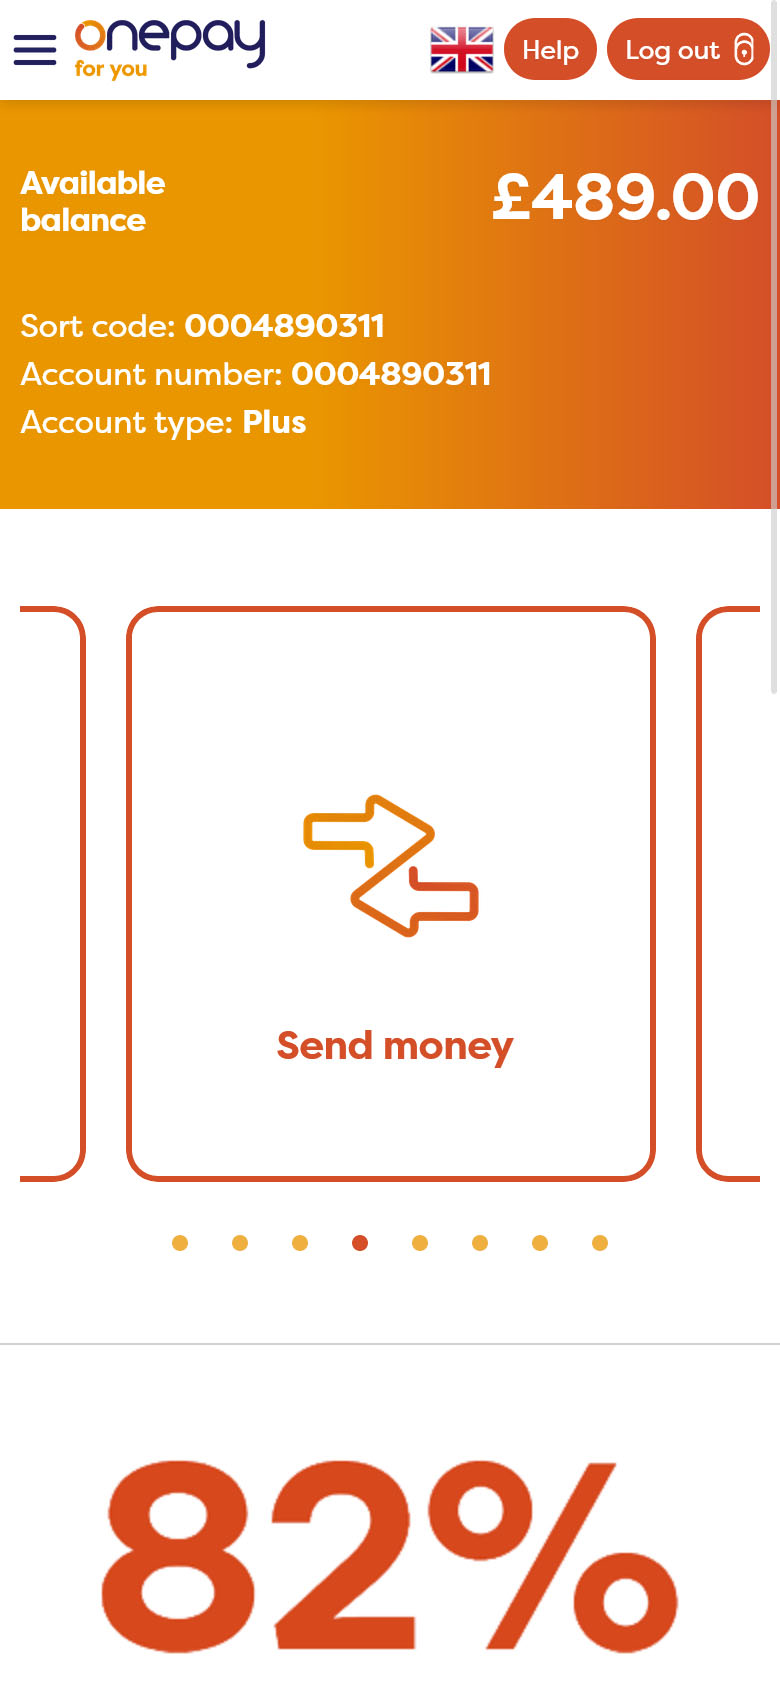 onepay
for you
Help
Log out
Available
balance
£489.00
Sort code: 0004890311
Account number: 0004890311
Account type: Plus
Send money
82%